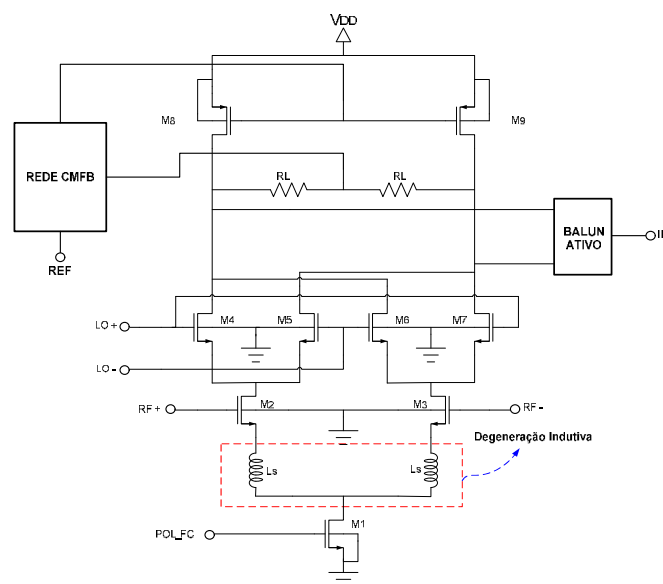 VDD
M8
M9
RL
RL
REDE CMFB
BALUN
ATIVO
REF
LO +
M4
M5
M6
M7
LO -
RF +
M2
M3
RF -
Degeneração Indutiva
Ls
Ls
M1
POL_FC